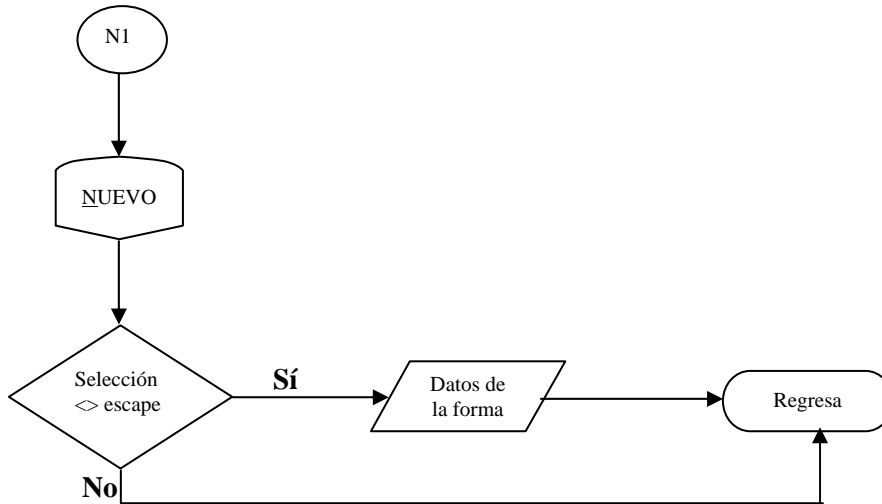 N1
NUEVO
Selección
<> escape
Sí
Datos de
la forma
Regresa
No